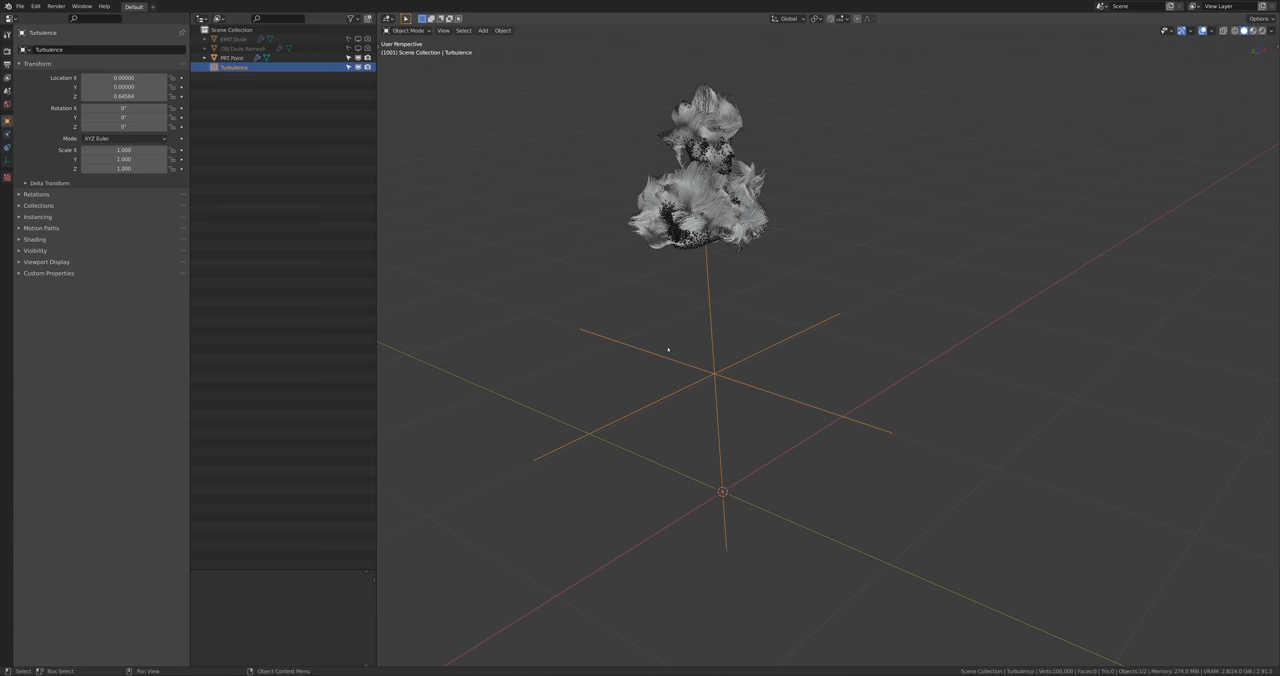 File Edit Render Window Help Default
Scene View Layer
Options
Turbulence
Turbulence
Transform
Location X 0.00000
Y 0.00000
Z 0.64584
Rotation X 0°
Y 0°
Z 0°
Mode XYZ Euler
Scale X 1.000
Y 1.000
Z 1.000
Delta Transform
Relations
Collections
Instancing
Motion Paths
Shading
Visibility
Viewport Display
Custom Properties
Scene Collection
EMIT.Dude
OBJ.Dude.Remesh
PRT.Point
Turbulence
Object Mode View Select Add Object
Global
User Perspective
(1001) Scene Collection | Turbulence
Select Box Select Pan View Object Context Menu
Scene Collection | Turbulence | Verts:100,000 | Faces:0 | Tris:0 | Objects:1/2 | Memory: 274.0 MiB | VRAM: 2.8/24.0 GiB | 2.91.0